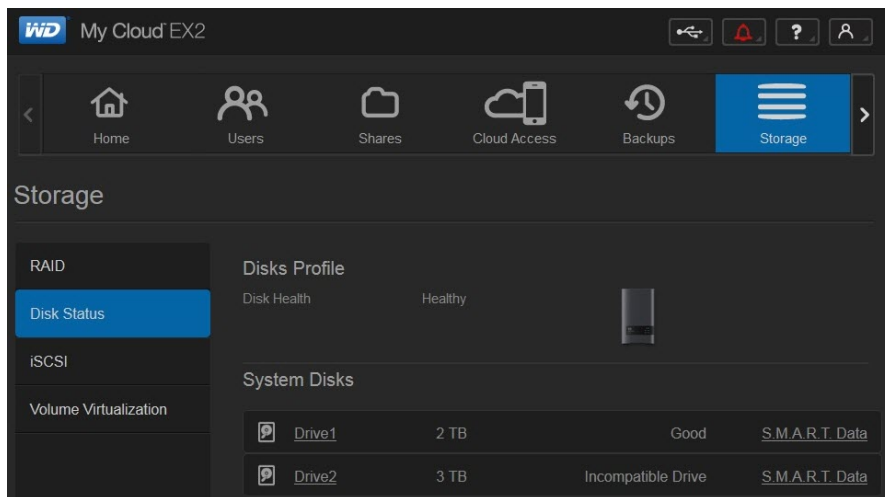 WD My Cloud EX2
?
Home Users Shares Cloud Access Backups Storage
Storage
RAID
Disk Status
iSCSI
Volume Virtualization
Disks Profile
Disk Health Healthy
System Disks
Drive1 2 TB Good S.M.A.R.T. Data
Drive2 3 TB Incompatible Drive S.M.A.R.T. Data